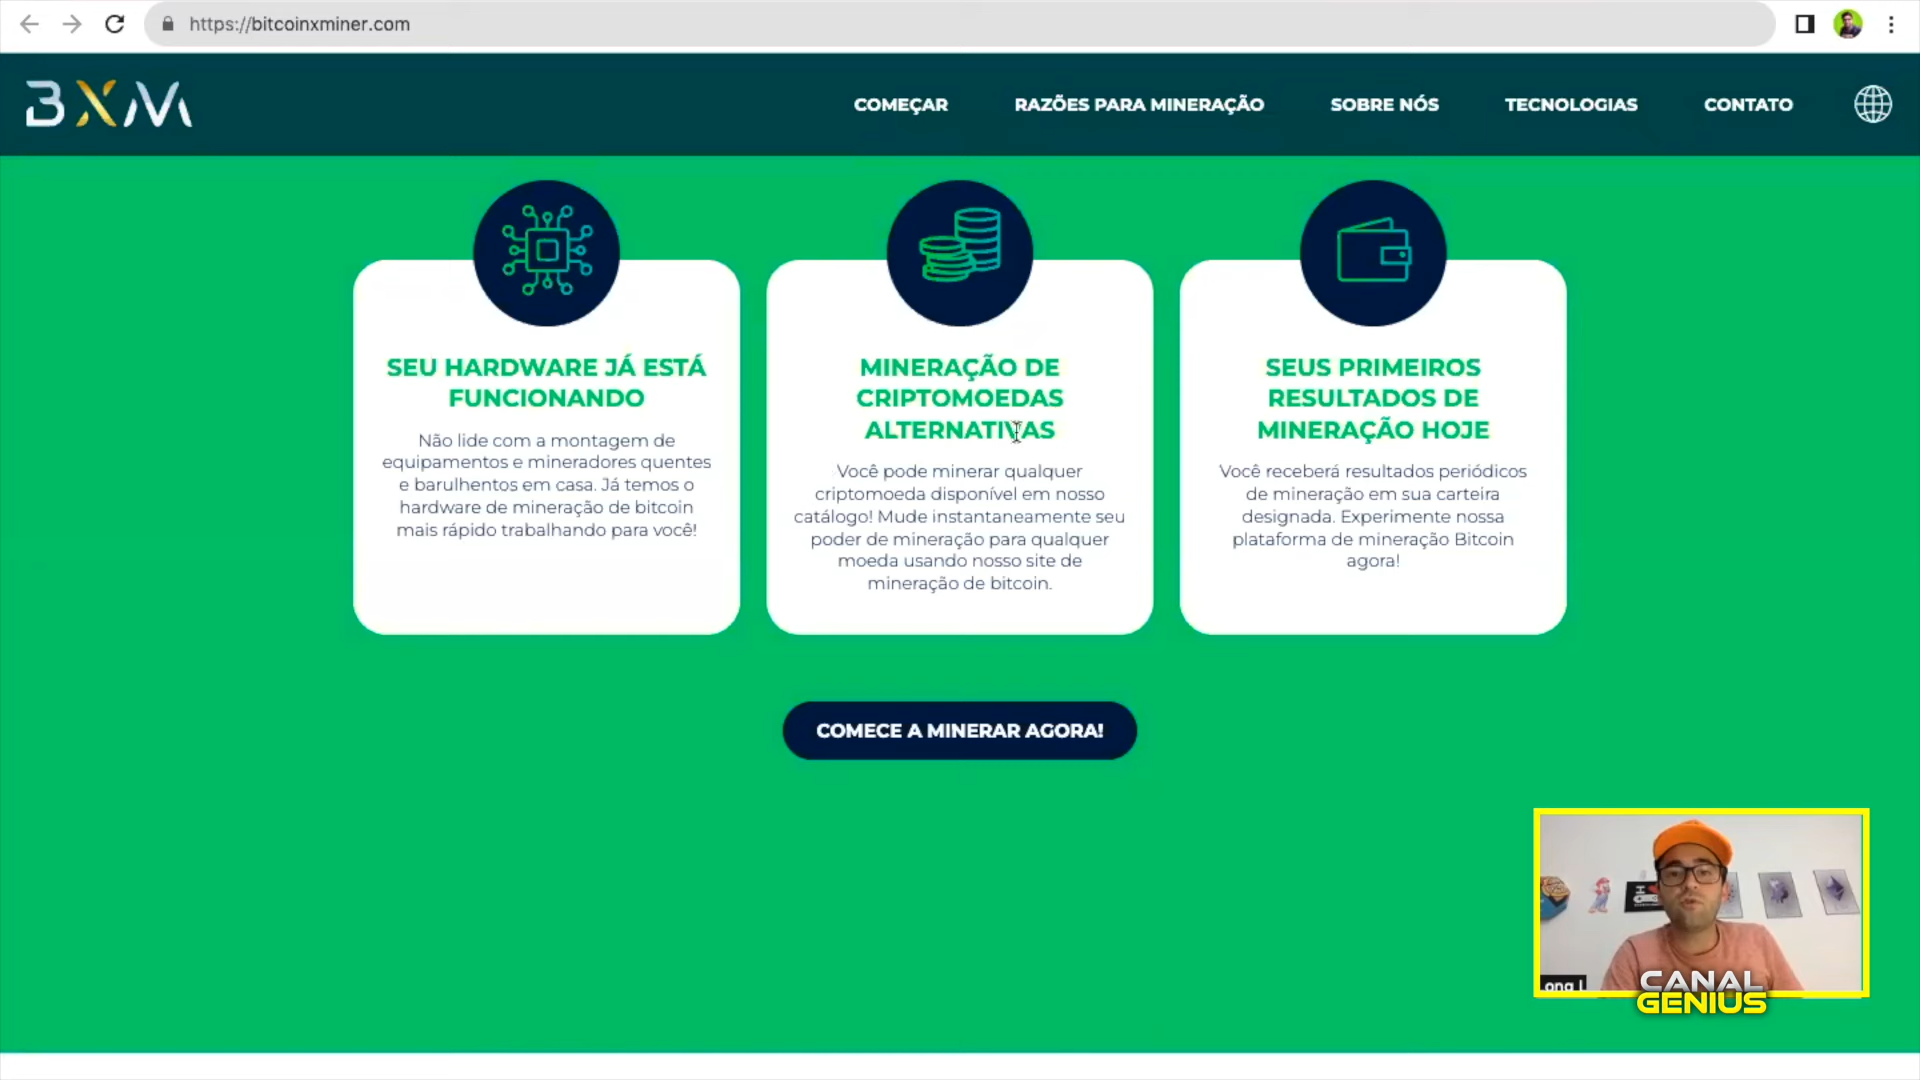 https://bitcoinxminer.com
BXM
COMEÇAR
RAZÕES PARA MINERAÇÃO
SOBRE NÓS
TECNOLOGIAS
CONTATO
SEU HARDWARE JÁ ESTÁ
FUNCIONANDO
Não lide com a montagem de
equipamentos e mineradores quentes
e barulhentos em casa. Já temos o
hardware de mineração de bitcoin
mais rápido trabalhando para você!
MINERAÇÃO DE
CRIPTOMOEDAS
ALTERNATIVAS
Você pode minerar qualquer
criptomoeda disponível em nosso
catálogo! Mude instantaneamente seu
poder de mineração para qualquer
moeda usando nosso site de
mineração de bitcoin.
SEUS PRIMEIROS
RESULTADOS DE
MINERAÇÃO HOJE
Você receberá resultados periódicos
de mineração em sua carteira
designada. Experimente nossa
plataforma de mineração Bitcoin
agora!
COMECE A MINERAR AGORA!
CANAL
GENIUS